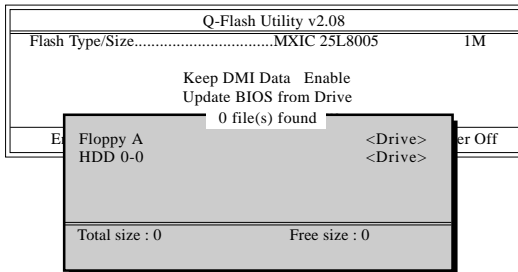 Q-Flash Utility v2.08
Flash Type/Size.................................MXIC 25L8005 1M
Keep DMI Data Enable
Update BIOS from Drive
0 file(s) found
Floppy A <Drive>
HDD 0-0 <Drive>
Total size : 0 Free size : 0